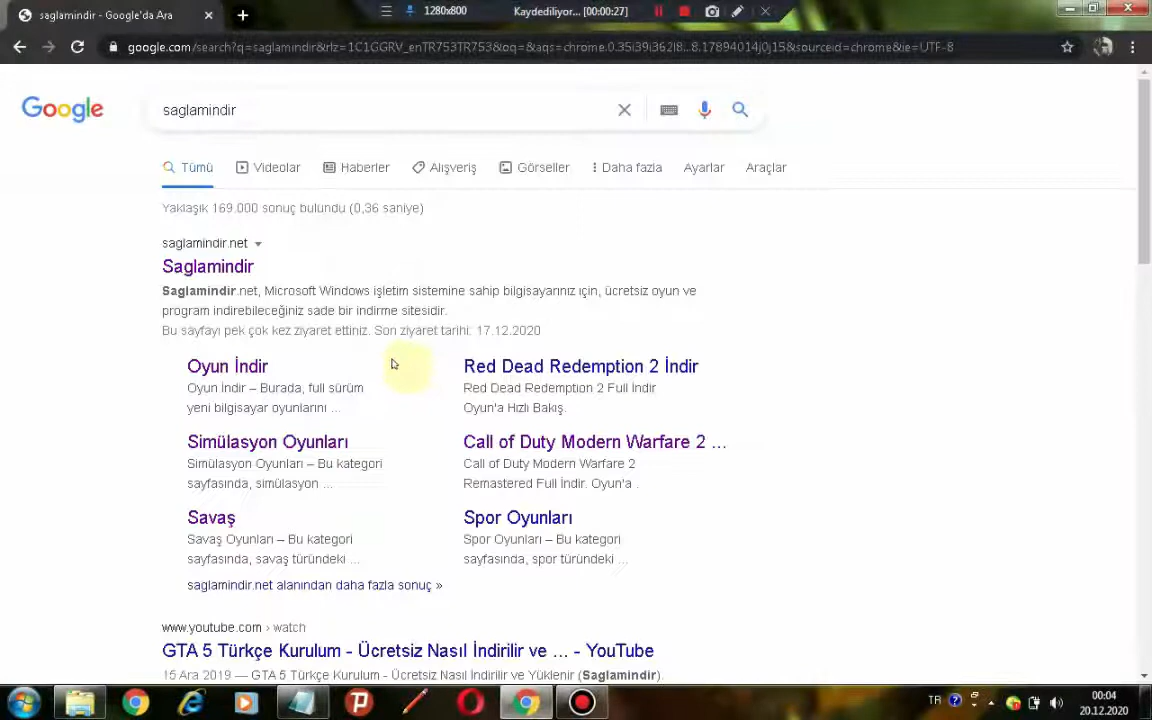 saglamindir - Google'da Ara
1280x800
Kaydediliyor... [00:00:27]
google.com/search?q=saglamindir&rlz=1C1GGRV_enTR753TR753&oq=&aqs=chrome.0.35i39i362l8...8.17894014j0j15&sourceid=chrome&ie=UTF-8
Google
saglamindir
Tümü
Videolar
Haberler
Alışveriş
Görseller
Daha fazla
Ayarlar
Araçlar
Yaklaşık 169.000 sonuç bulundu (0,36 saniye)
saglamindir.net
Saglamindir
Saglamindir.net, Microsoft Windows işletim sistemine sahip bilgisayarınız için, ücretsiz oyun ve
program indirebileceğiniz sade bir indirme sitesidir.
Bu sayfayı pek çok kez ziyaret ettiniz. Son ziyaret tarihi: 17.12.2020
Oyun İndir
Oyun İndir – Burada, full sürüm
yeni bilgisayar oyunlarını ...
Red Dead Redemption 2 İndir
Red Dead Redemption 2 Full İndir
Oyun'a Hızlı Bakış.
Simülasyon Oyunları
Simülasyon Oyunları – Bu kategori
sayfasında, simülasyon ...
Call of Duty Modern Warfare 2 ...
Call of Duty Modern Warfare 2
Remastered Full İndir. Oyun'a .
Savaş
Savaş Oyunları – Bu kategori
sayfasında, savaş türündeki ...
Spor Oyunları
Spor Oyunları – Bu kategori
sayfasında, spor türündeki ...
saglamindir.net alanından daha fazla sonuç »
www.youtube.com › watch
GTA 5 Türkçe Kurulum - Ücretsiz Nasıl İndirilir ve ... - YouTube
15 Ara 2019 — GTA 5 Türkçe Kurulum - Ücretsiz Nasıl İndirilir ve Yüklenir (Saglamindir).
TR
00:04
20.12.2020